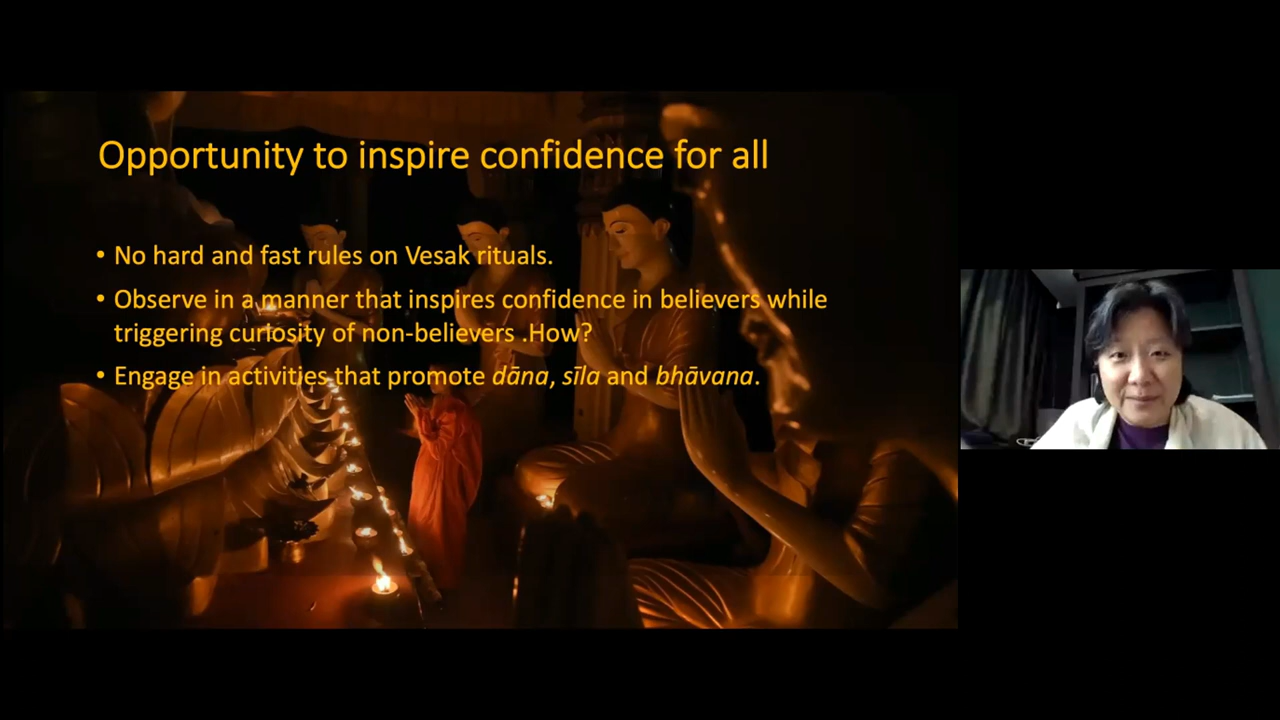 Opportunity to inspire confidence for all
• No hard and fast rules on Vesak rituals.
• Observe in a manner that inspires confidence in believers while
triggering curiosity of non-believers .How?
• Engage in activities that promote dāna, sīla and bhāvana.